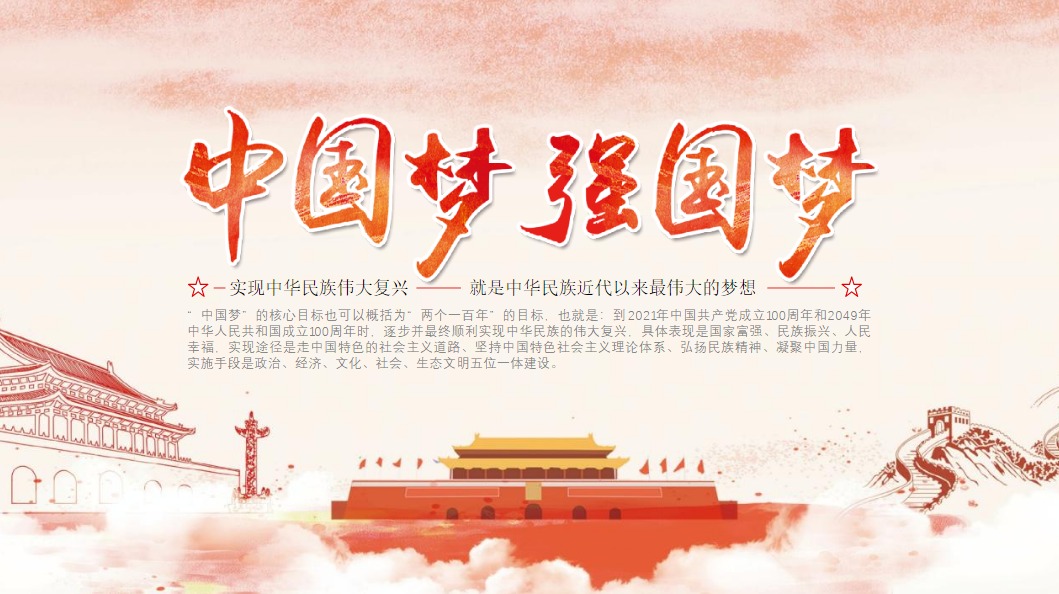 中国梦 强国梦
实现中华民族伟大复兴 —— 就是中华民族近代以来最伟大的梦想
“中国梦”的核心目标也可以概括为“两个一百年”的目标，也就是：到2021年中国共产党成立100周年和2049年
中华人民共和国成立100周年时，逐步并最终顺利实现中华民族的伟大复兴，具体表现是国家富强、民族振兴、人民
幸福，实现途径是走中国特色的社会主义道路、坚持中国特色社会主义理论体系、弘扬民族精神、凝聚中国力量，
实施手段是政治、经济、文化、社会、生态文明五位一体建设。